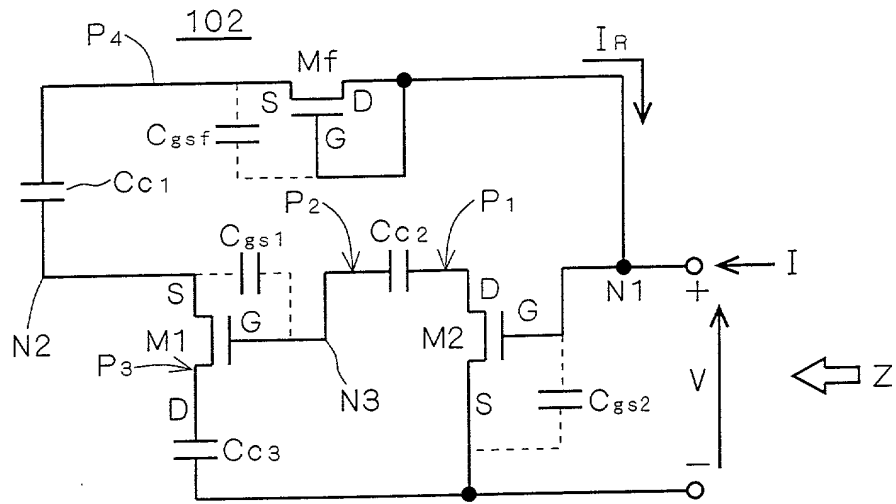 102
P4
Mf
IR
S
D
G
Cgsf
Cc1
P2
P1
Cgs1
Cc2
I
N1
+
S
D
G
N2
M1
G
M2
P3
N3
V
Z
D
S
Cgs2
Cc3
−